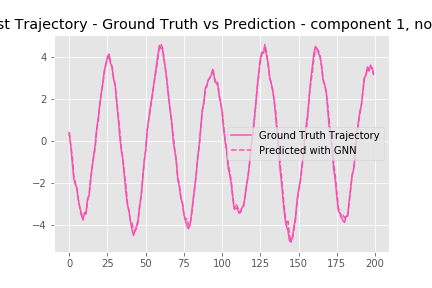 st Trajectory - Ground Truth vs Prediction - component 1, no
4
2
0
−2
−4
Ground Truth Trajectory
Predicted with GNN
0 25 50 75 100 125 150 175 200